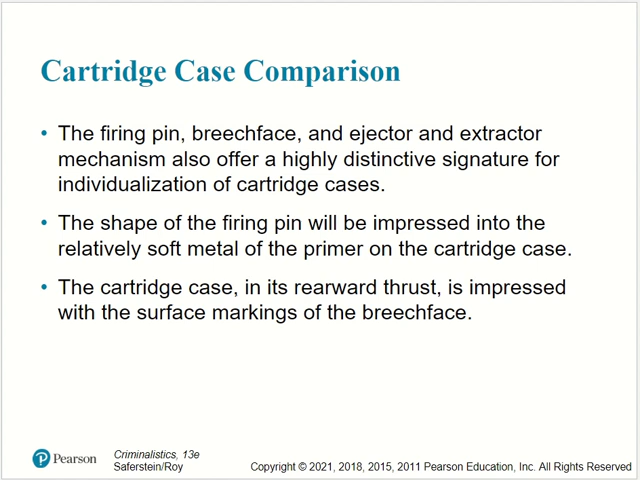 Cartridge Case Comparison
• The firing pin, breechface, and ejector and extractor
mechanism also offer a highly distinctive signature for
individualization of cartridge cases.
• The shape of the firing pin will be impressed into the
relatively soft metal of the primer on the cartridge case.
• The cartridge case, in its rearward thrust, is impressed
with the surface markings of the breechface.
P Pearson
Criminalistics, 13e
Saferstein/Roy
Copyright © 2021, 2018, 2015, 2011 Pearson Education, Inc. All Rights Reserved